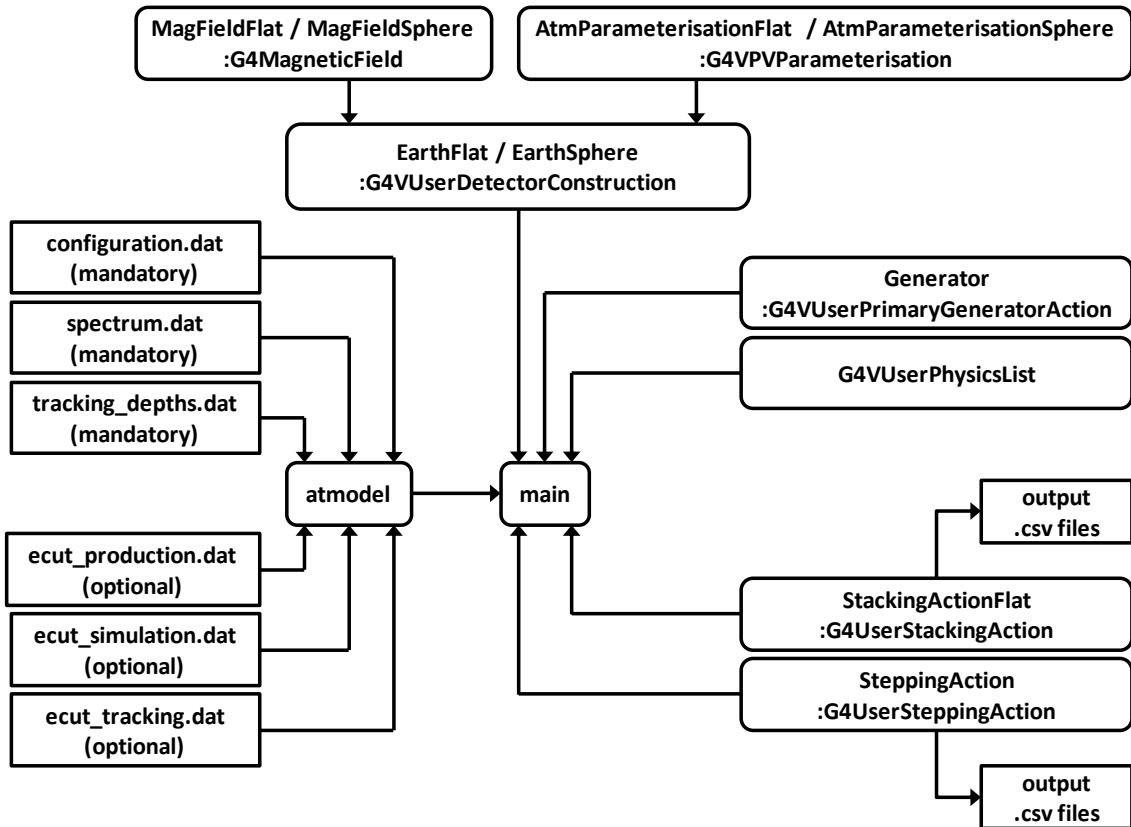 MagFieldFlat / MagFieldSphere
:G4MagneticField
AtmParameterisationFlat / AtmParameterisationSphere
:G4VPVParameterisation
EarthFlat / EarthSphere
:G4VUserDetectorConstruction
configuration.dat
(mandatory)
spectrum.dat
(mandatory)
tracking_depths.dat
(mandatory)
Generator
:G4VUserPrimaryGeneratorAction
G4VUserPhysicsList
atmodel
main
ecut_production.dat
(optional)
ecut_simulation.dat
(optional)
ecut_tracking.dat
(optional)
output
.csv files
StackingActionFlat
:G4UserStackingAction
SteppingAction
:G4UserSteppingAction
output
.csv files